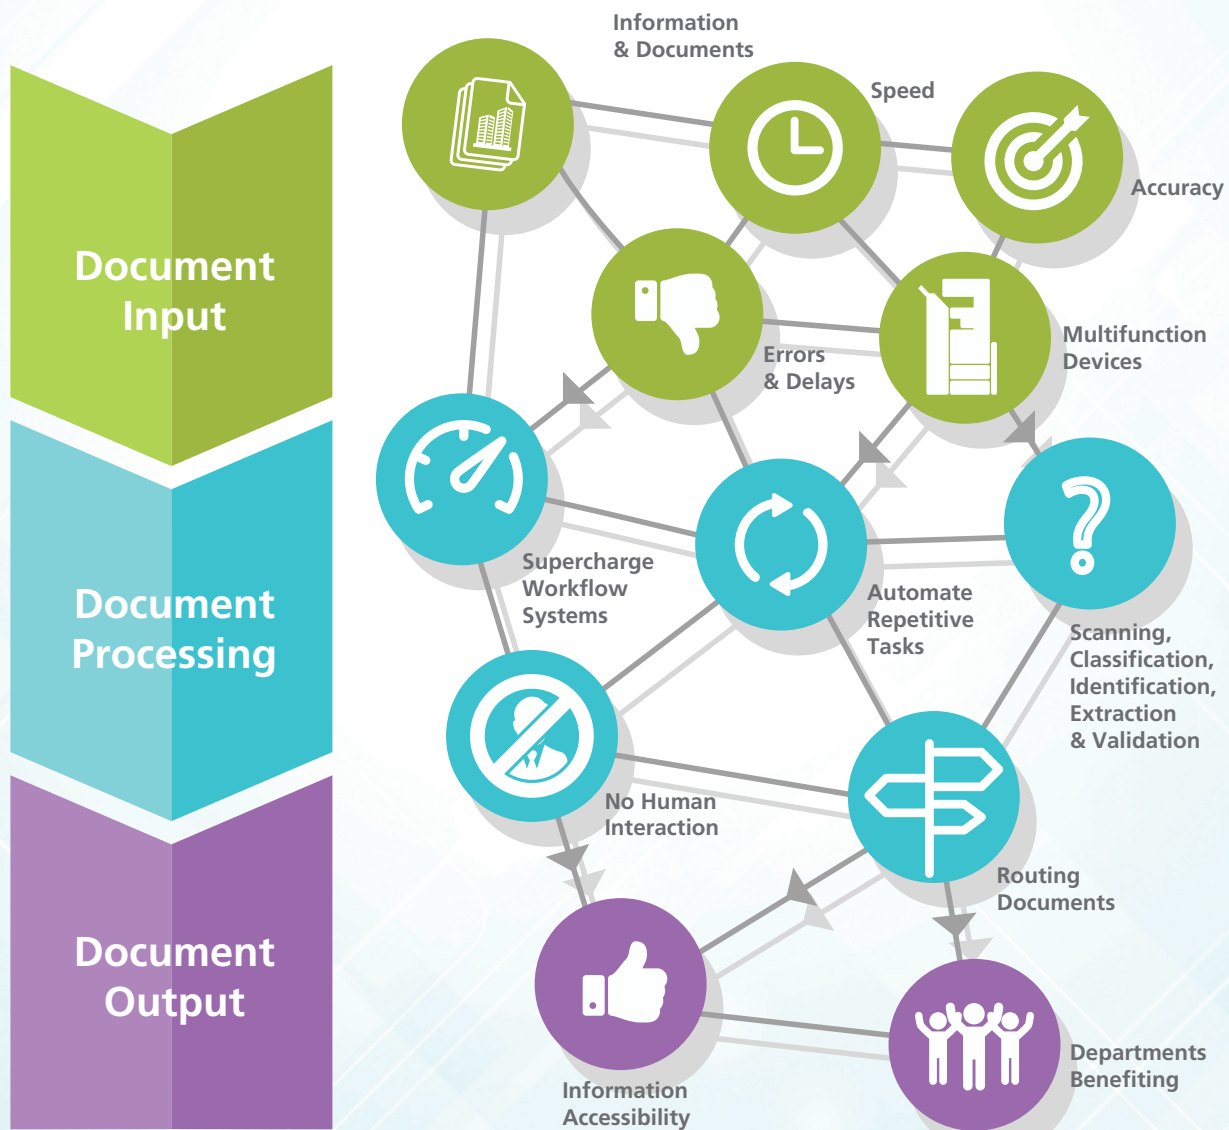 Information
& Documents
Speed
Accuracy
Document
Input
Errors
& Delays
Multifunction
Devices
Supercharge
Workflow
Systems
Automate
Repetitive
Tasks
Scanning,
Classification,
Identification,
Extraction
& Validation
Document
Processing
No Human
Interaction
Routing
Documents
Document
Output
Information
Accessibility
Departments
Benefiting